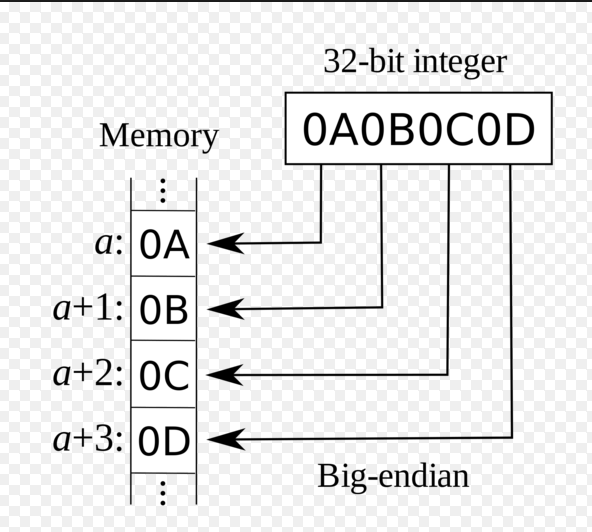 32-bit integer
0A0B0C0D
Memory
a: 0A
a+1: 0B
a+2: 0C
a+3: 0D
Big-endian